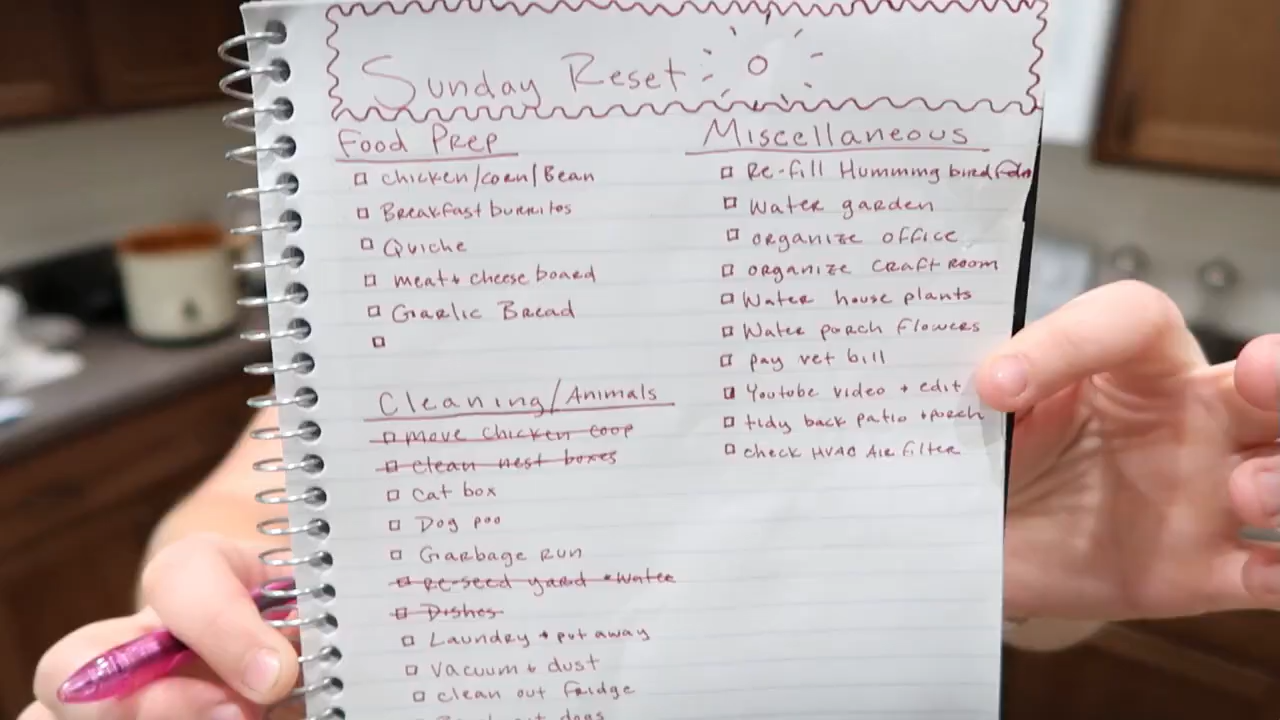 Sunday Reset
Food Prep
chicken/corn/Bean
Breakfast burritos
Quiche
meat + cheese board
Garlic Bread
Cleaning/Animals
move chicken coop
clean nest boxes
cat box
Dog poo
Garbage run
re-seed yard + water
Dishes
Laundry + put away
Vacuum + dust
clean out fridge
dogs
Miscellaneous
Re-fill Humming bird
Water garden
organize office
organize craft room
Water house plants
Water porch flowers
pay vet bill
Youtube video + edit
tidy back patio + porch
check HVAC Air filter